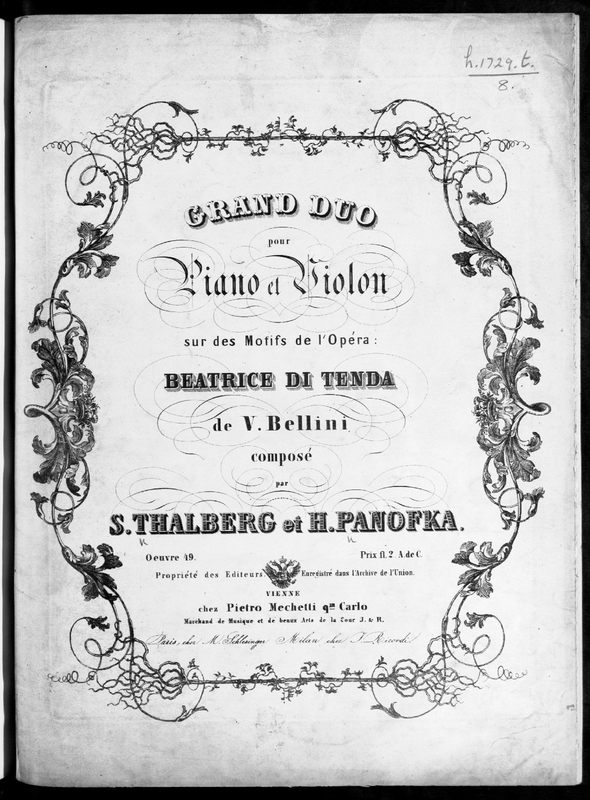 h.1729.t.
8.
GRAND DUO
pour
Piano et Violon
sur des Motifs de l'Opéra:
BEATRICE DI TENDA
de V. Bellini
composé
par
S. THALBERG et H. PANOFKA.
Oeuvre 49. Prix fl. 2 A. de C.
Propriété des Editeurs. Enregistré dans l'Archive de l'Union.
VIENNE
chez Pietro Mechetti qm Carlo
Marchand de Musique et de beaux Arts de la Cour J. & R.
Paris, chez M. Schlesinger Milan chez J. Ricordi